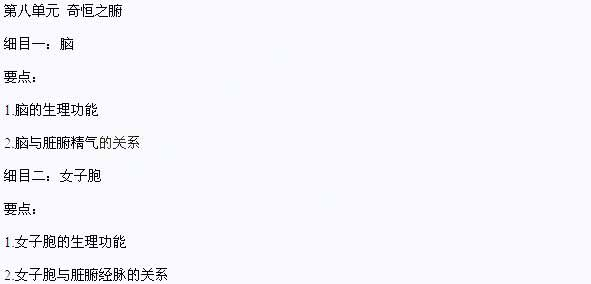 第八单元 奇恒之腑
细目一：脑
要点：
1.脑的生理功能
2.脑与脏腑精气的关系
细目二：女子胞
要点：
1.女子胞的生理功能
2.女子胞与脏腑经脉的关系